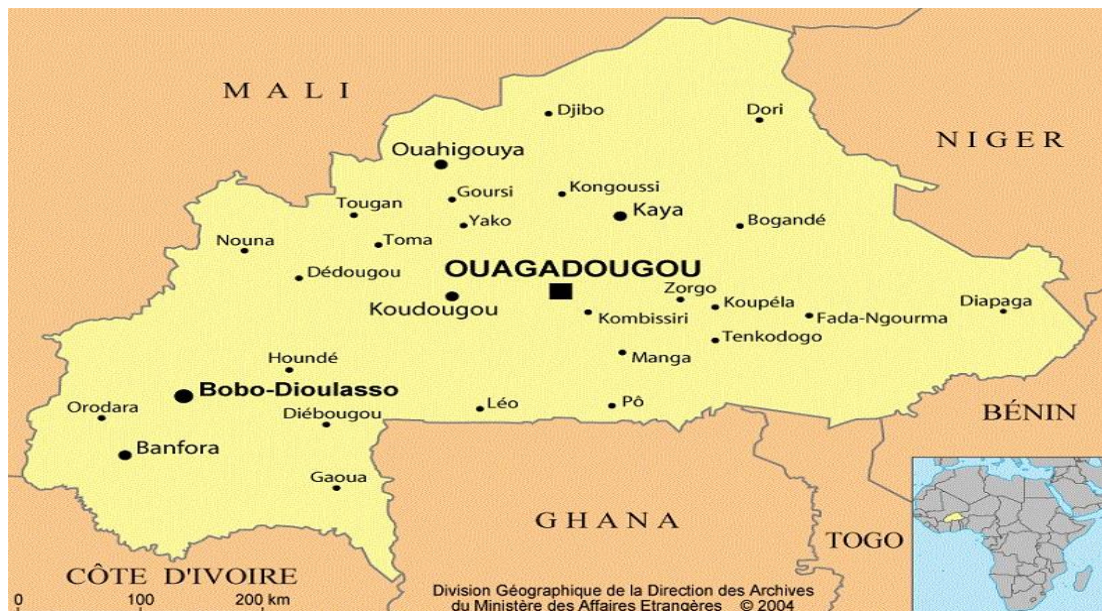 M A L I
Djibo
Dori
NIGER
Ouahigouya
Goursi
Kongoussi
Tougan
Kaya
Yako
Bogandé
Nouna
Toma
Dédougou
OUAGADOUGOU
Zorgo
Koudougou
Koupéla
Diapaga
Kombissiri
Fada-Ngourma
Tenkodogo
Houndé
Manga
Bobo-Dioulasso
Orodara
Diébougou
Léo
Pô
BÉNIN
Banfora
Gaoua
GHANA
TOGO
CÔTE D'IVOIRE
0 100 200 km
Division Géographique de la Direction des Archives
du Ministère des Affaires Etrangères © 2004